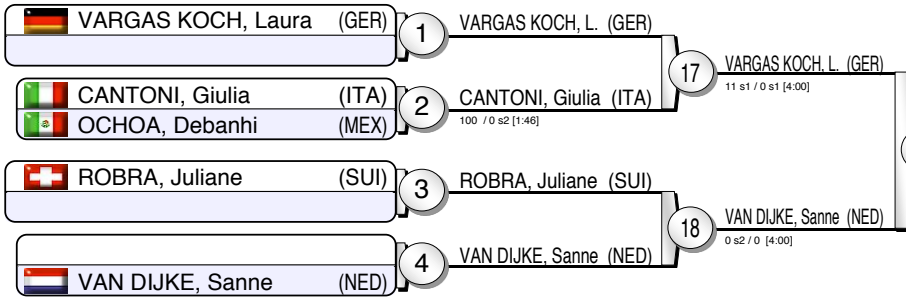 VARGAS KOCH, Laura (GER)
1
CANTONI, Giulia (ITA)
OCHOA, Debanhi (MEX)
2
ROBRA, Juliane (SUI)
3
VAN DIJKE, Sanne (NED)
4
VARGAS KOCH, L. (GER)
CANTONI, Giulia (ITA)
100 / 0 s2 [1:46]
17
ROBRA, Juliane (SUI)
VAN DIJKE, Sanne (NED)
18
VARGAS KOCH, L. (GER)
11 s1 / 0 s1 [4:00]
VAN DIJKE, Sanne (NED)
0 s2 / 0 [4:00]